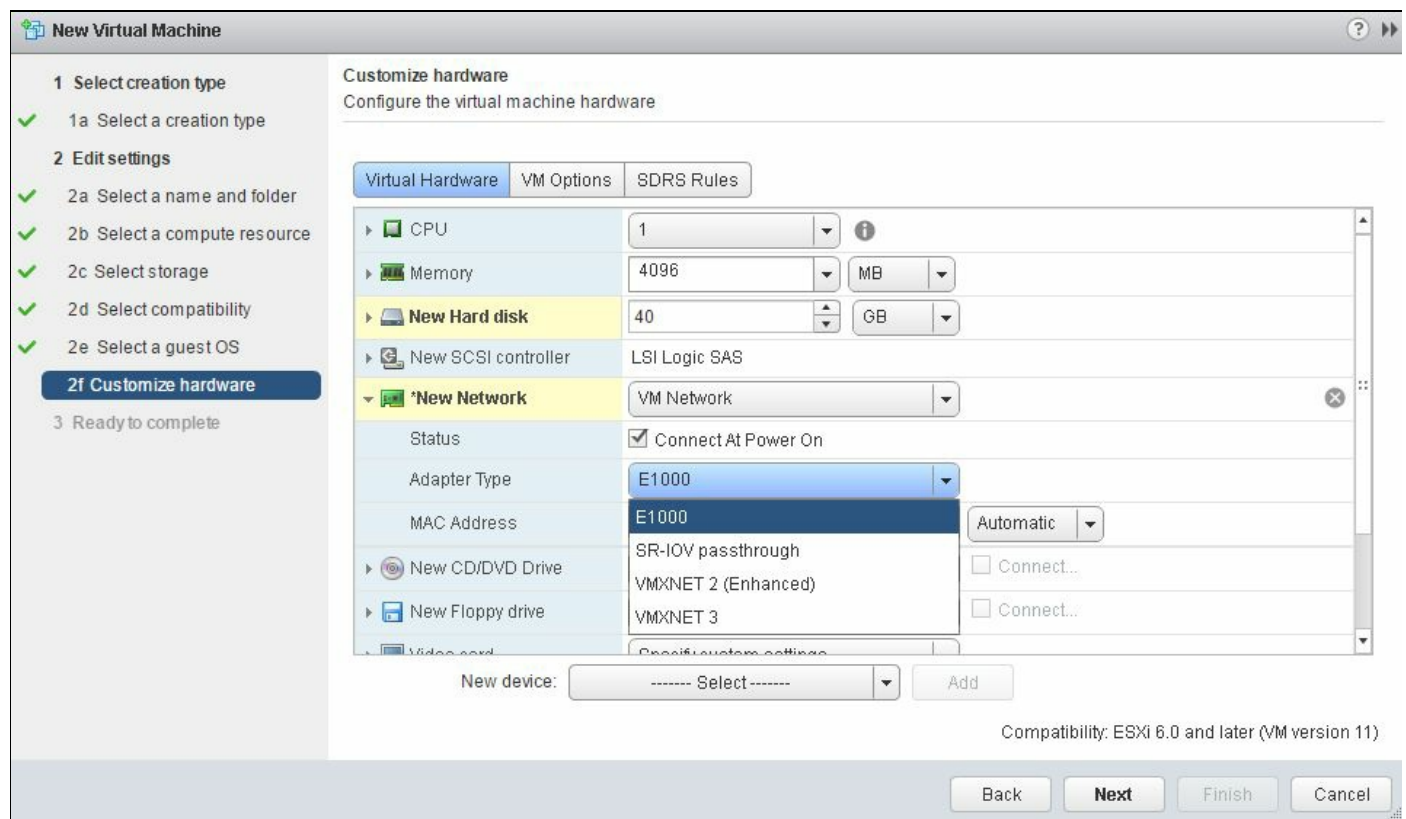 New Virtual Machine
1 Select creation type
1a Select a creation type
2 Edit settings
2a Select a name and folder
2b Select a compute resource
2c Select storage
2d Select compatibility
2e Select a guest OS
2f Customize hardware
3 Ready to complete
Customize hardware
Configure the virtual machine hardware
Virtual Hardware VM Options SDRS Rules
CPU 1
Memory 4096 MB
New Hard disk 40 GB
New SCSI controller LSI Logic SAS
*New Network VM Network
Status Connect At Power On
Adapter Type E1000
E1000
SR-IOV passthrough
VMXNET 2 (Enhanced)
VMXNET 3
MAC Address Automatic
New CD/DVD Drive Connect...
New Floppy drive Connect...
Video card Specify custom settings
New device: ------- Select ------- Add
Compatibility: ESXi 6.0 and later (VM version 11)
Back Next Finish Cancel